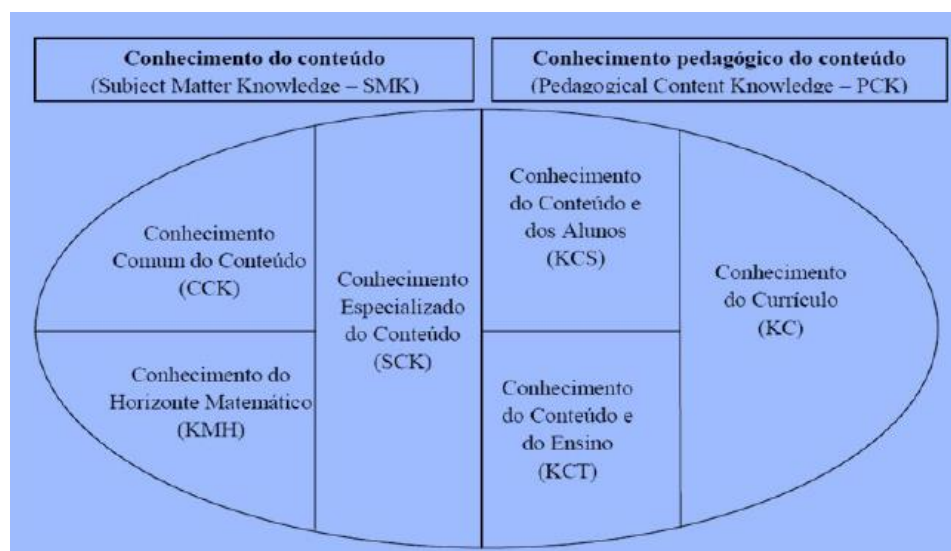 Conhecimento do conteúdo
(Subject Matter Knowledge – SMK)
Conhecimento pedagógico do conteúdo
(Pedagogical Content Knowledge – PCK)
Conhecimento
Comum do Conteúdo
(CCK)
Conhecimento do
Horizonte Matemático
(KMH)
Conhecimento
Especializado
do Conteúdo
(SCK)
Conhecimento
do Conteúdo e
dos Alunos
(KCS)
Conhecimento
do Conteúdo e
do Ensino
(KCT)
Conhecimento
do Currículo
(KC)